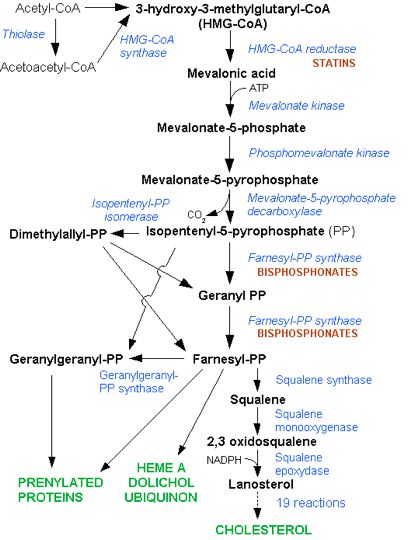 Acetyl-CoA
3-hydroxy-3-methylglutaryl-CoA
(HMG-CoA)
Thiolase
HMG-CoA
synthase
HMG-CoA reductase
STATINS
Acetoacetyl-CoA
Mevalonic acid
ATP
Mevalonate kinase
Mevalonate-5-phosphate
Phosphomevalonate kinase
Mevalonate-5-pyrophosphate
Isopentenyl-PP
isomerase
CO2
Mevalonate-5-pyrophosphate
decarboxylase
Dimethylallyl-PP
Isopentenyl-5-pyrophosphate (PP)
Farnesyl-PP synthase
BISPHOSPHONATES
Geranyl PP
Farnesyl-PP synthase
BISPHOSPHONATES
Geranylgeranyl-PP
Farnesyl-PP
Geranylgeranyl-
PP synthase
Squalene synthase
Squalene
Squalene
monooxygenase
2,3 oxidosqualene
NADPH
Squalene
epoxydase
Lanosterol
PRENYLATED
PROTEINS
HEME A
DOLICHOL
UBIQUINON
19 reactions
CHOLESTEROL